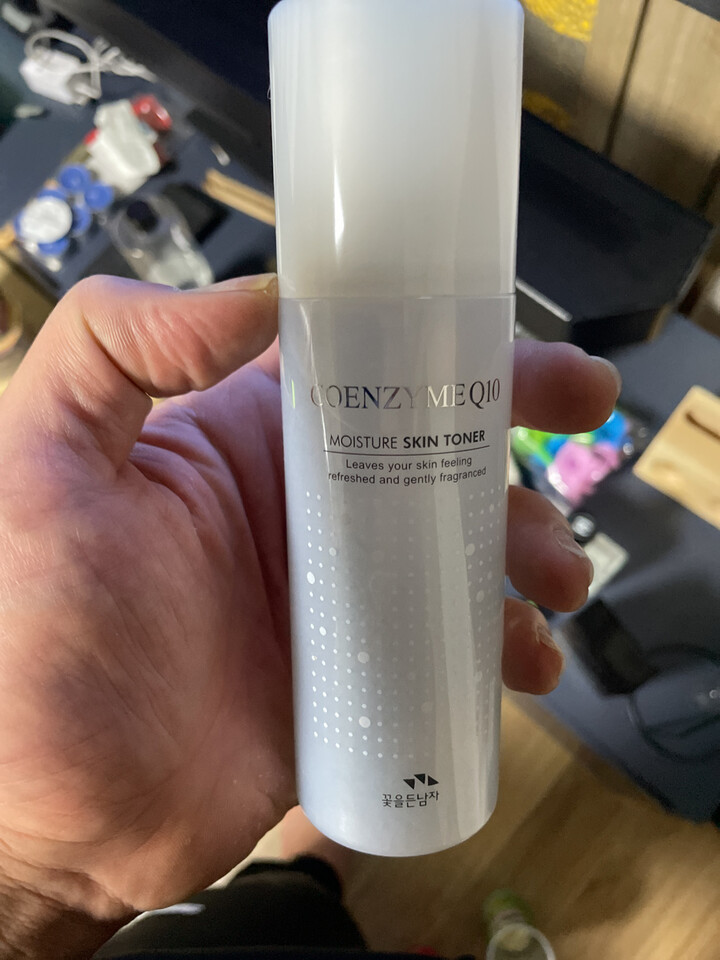 COENZYME Q10
MOISTURE SKIN TONER
Leaves your skin feeling
refreshed and gently fragranced
꽃을든남자